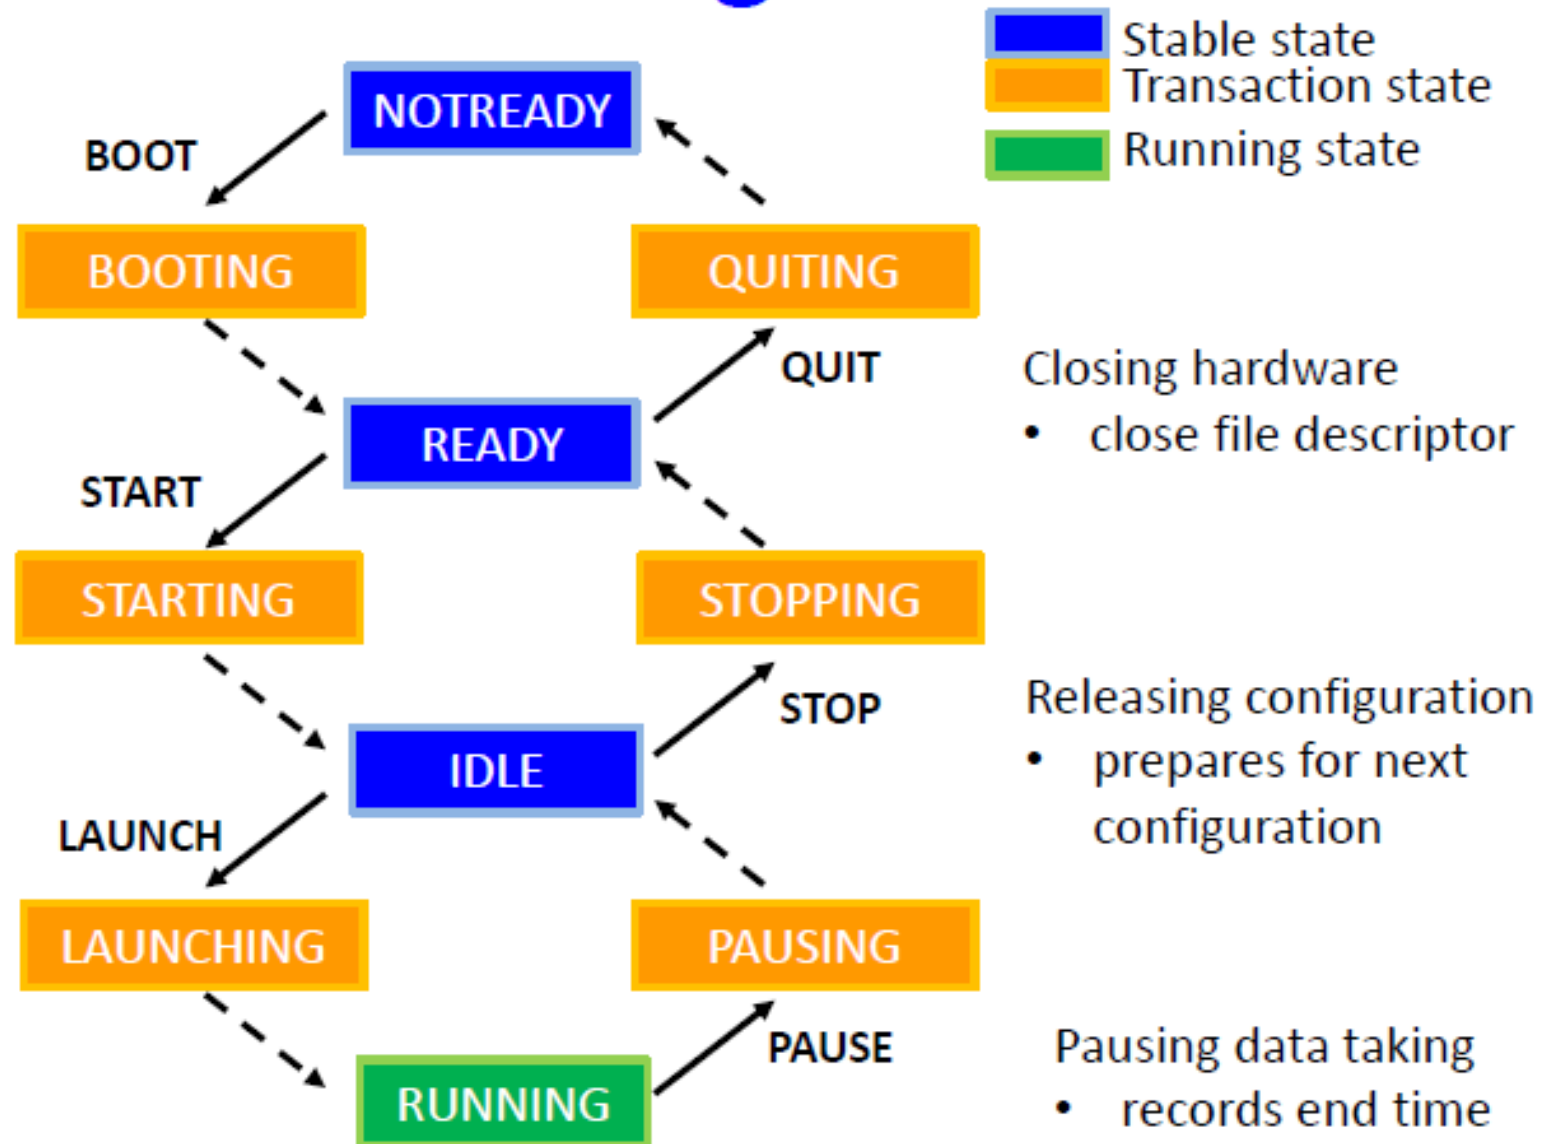 Stable state
Transaction state
Running state
NOTREADY
BOOT
BOOTING
QUITING
QUIT
Closing hardware
• close file descriptor
READY
START
STARTING
STOPPING
STOP
Releasing configuration
• prepares for next
configuration
IDLE
LAUNCH
LAUNCHING
PAUSING
PAUSE
Pausing data taking
• records end time
RUNNING